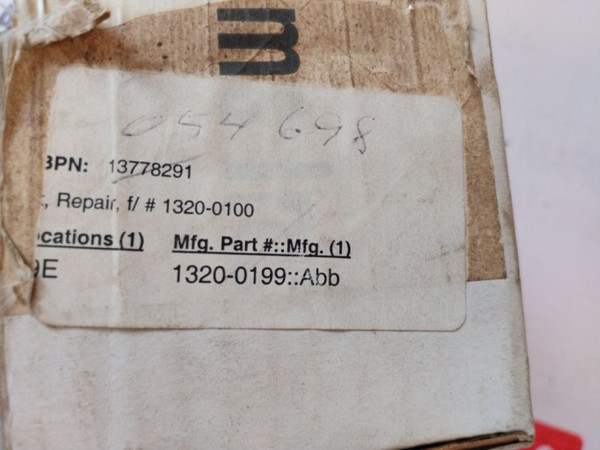 054698
BPN: 13778291
, Repair, f/ # 1320-0100
ocations (1) Mfg. Part #::Mfg. (1)
9E 1320-0199::Abb